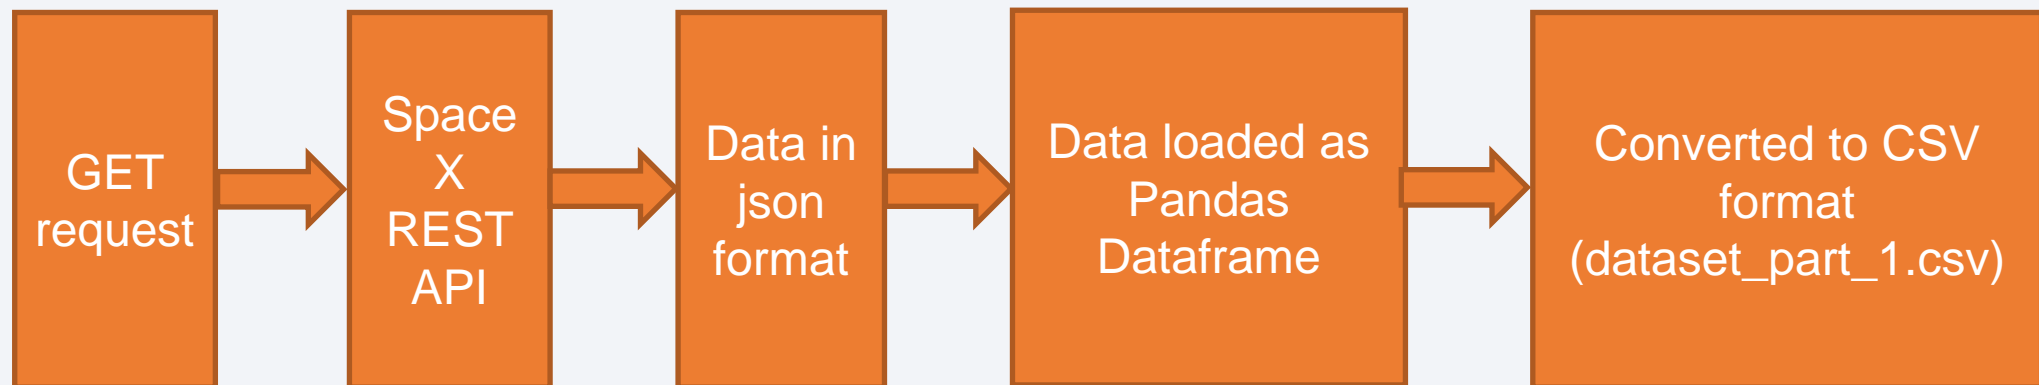 GET
request
Space
X
REST
API
Data in
json
format
Data loaded as
Pandas
Dataframe
Converted to CSV
format
(dataset_part_1.csv)